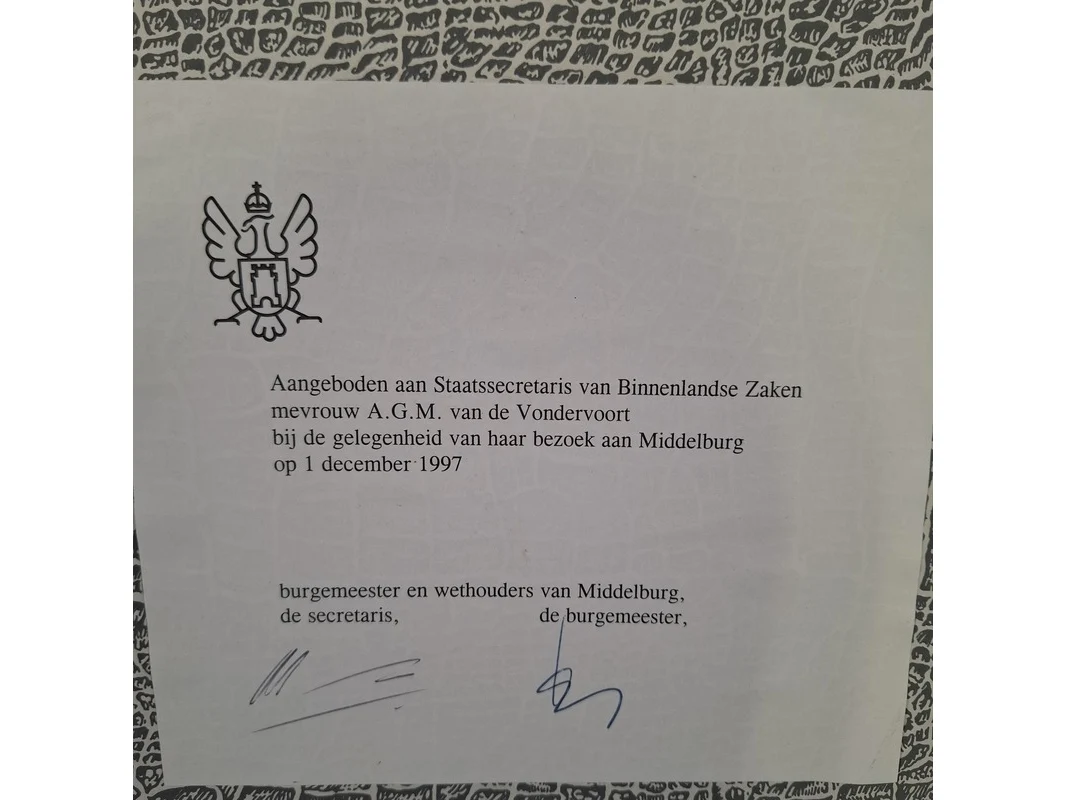 Aangeboden aan Staatssecretaris van Binnenlandse Zaken
mevrouw A.G.M. van de Vondervoort
bij de gelegenheid van haar bezoek aan Middelburg
op 1 december 1997
burgemeester en wethouders van Middelburg,
de secretaris, de burgemeester,